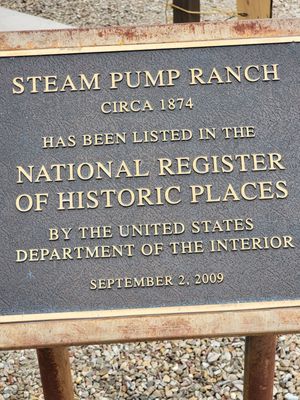 STEAM PUMP RANCH
CIRCA 1874
HAS BEEN LISTED IN THE
NATIONAL REGISTER
OF HISTORIC PLACES
BY THE UNITED STATES
DEPARTMENT OF THE INTERIOR
SEPTEMBER 2, 2009